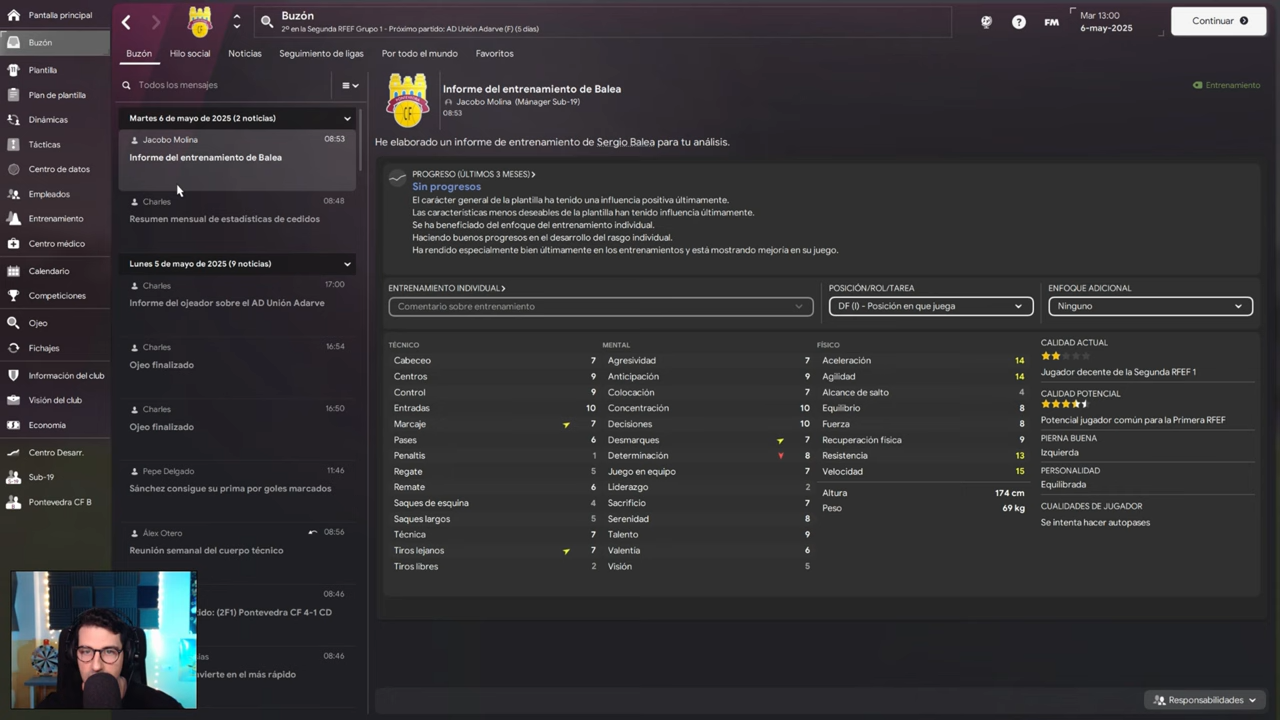 Pantalla principal
Buzón
Plantilla
Plan de plantilla
Dinámicas
Tácticas
Centro de datos
Empleados
Entrenamiento
Centro médico
Calendario
Competiciones
Ojeo
Fichajes
Información del club
Visión del club
Economía
Centro Desarr.
Sub-19
Pontevedra CF B
Buzón
2º en la Segunda RFEF Grupo 1 - Próximo partido: AD Unión Adarve (F) (5 días)
FM
Mar 13:00
6-may-2025
Continuar
Buzón
Hilo social
Noticias
Seguimiento de ligas
Por todo el mundo
Favoritos
Todos los mensajes
Martes 6 de mayo de 2025 (2 noticias)
Jacobo Molina 08:53
Informe del entrenamiento de Balea
Charles 08:48
Resumen mensual de estadísticas de cedidos
Lunes 5 de mayo de 2025 (9 noticias)
Charles 17:00
Informe del ojeador sobre el AD Unión Adarve
Charles 16:54
Ojeo finalizado
Charles 16:50
Ojeo finalizado
Pepe Delgado 11:46
Sánchez consigue su prima por goles marcados
Álex Otero 08:56
Reunión semanal del cuerpo técnico
08:46
tido: (2F1) Pontevedra CF 4-1 CD
08:46
nvierte en el más rápido
CF
Informe del entrenamiento de Balea
Jacobo Molina (Mánager Sub-19)
08:53
Entrenamiento
He elaborado un informe de entrenamiento de Sergio Balea para tu análisis.
PROGRESO (ÚLTIMOS 3 MESES)
Sin progresos
El carácter general de la plantilla ha tenido una influencia positiva últimamente.
Las características menos deseables de la plantilla han tenido influencia últimamente.
Se ha beneficiado del enfoque del entrenamiento individual.
Haciendo buenos progresos en el desarrollo del rasgo individual.
Ha rendido especialmente bien últimamente en los entrenamientos y está mostrando mejoría en su juego.
ENTRENAMIENTO INDIVIDUAL
Comentario sobre entrenamiento
POSICIÓN/ROL/TAREA
DF (I) - Posición en que juega
ENFOQUE ADICIONAL
Ninguno
TÉCNICO
Cabeceo 7
Centros 9
Control 9
Entradas 10
Marcaje 7
Pases 6
Penaltis 1
Regate 5
Remate 6
Saques de esquina 4
Saques largos 5
Técnica 7
Tiros lejanos 7
Tiros libres 2
MENTAL
Agresividad 7
Anticipación 9
Colocación 7
Concentración 10
Decisiones 10
Desmarques 7
Determinación 8
Juego en equipo 7
Liderazgo 2
Sacrificio 7
Serenidad 8
Talento 9
Valentía 6
Visión 5
FÍSICO
Aceleración 14
Agilidad 14
Alcance de salto 4
Equilibrio 8
Fuerza 8
Recuperación física 9
Resistencia 13
Velocidad 15
Altura 174 cm
Peso 69 kg
CALIDAD ACTUAL
Jugador decente de la Segunda RFEF 1
CALIDAD POTENCIAL
Potencial jugador común para la Primera RFEF
PIERNA BUENA
Izquierda
PERSONALIDAD
Equilibrada
CUALIDADES DE JUGADOR
Se intenta hacer autopases
Responsabilidades